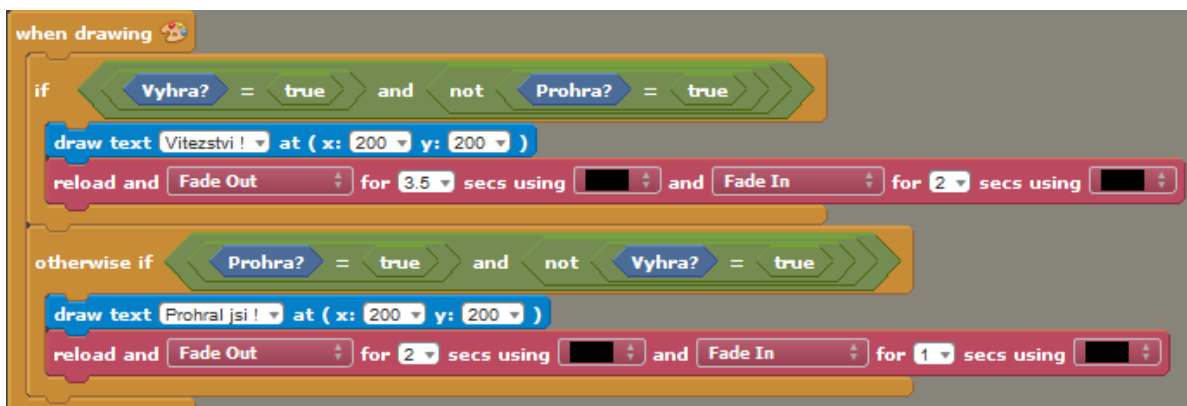 when drawing
if Vyhra? = true and not Prohra? = true
draw text Vitezstvi ! at ( x: 200 y: 200 )
reload and Fade Out for 3.5 secs using and Fade In for 2 secs using
otherwise if Prohra? = true and not Vyhra? = true
draw text Prohral jsi ! at ( x: 200 y: 200 )
reload and Fade Out for 2 secs using and Fade In for 1 secs using